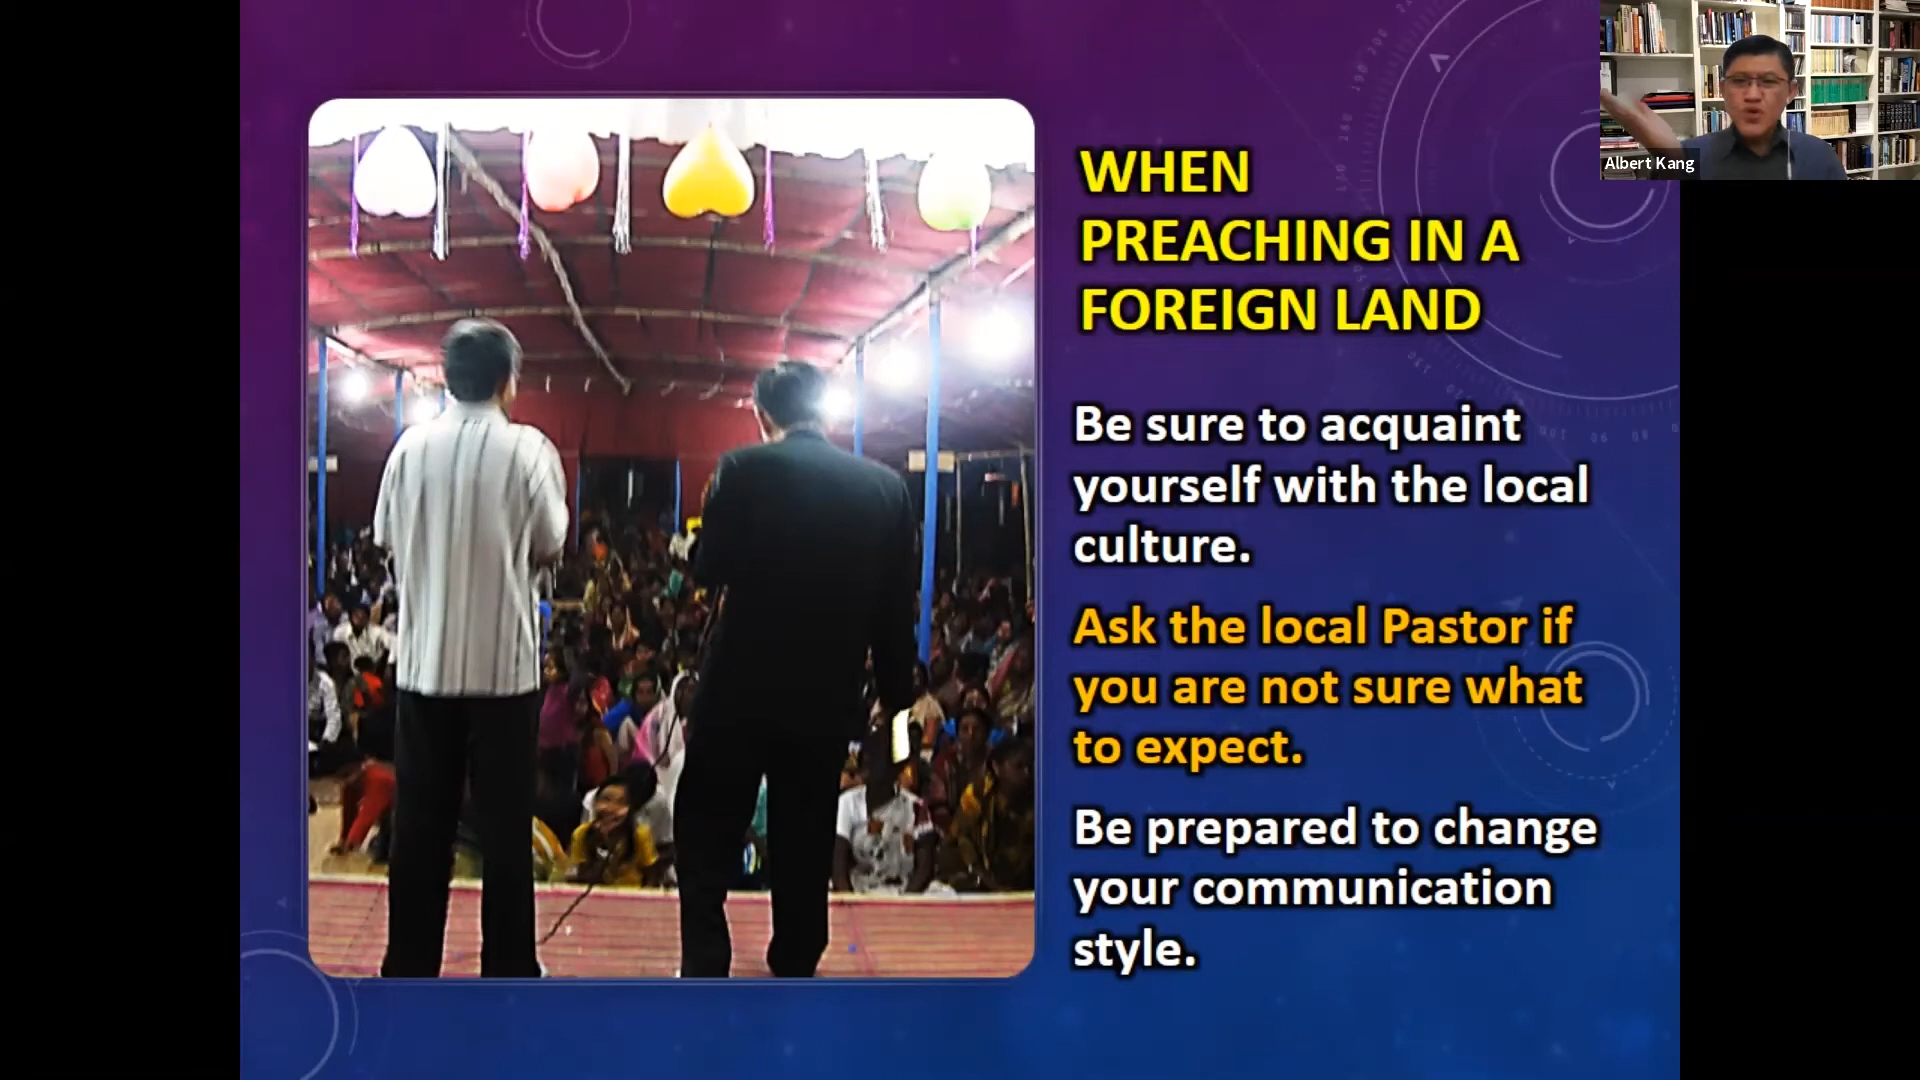 WHEN
PREACHING IN A
FOREIGN LAND
Be sure to acquaint
yourself with the local
culture.
Ask the local Pastor if
you are not sure what
to expect.
Be prepared to change
your communication
style.
Albert Kang